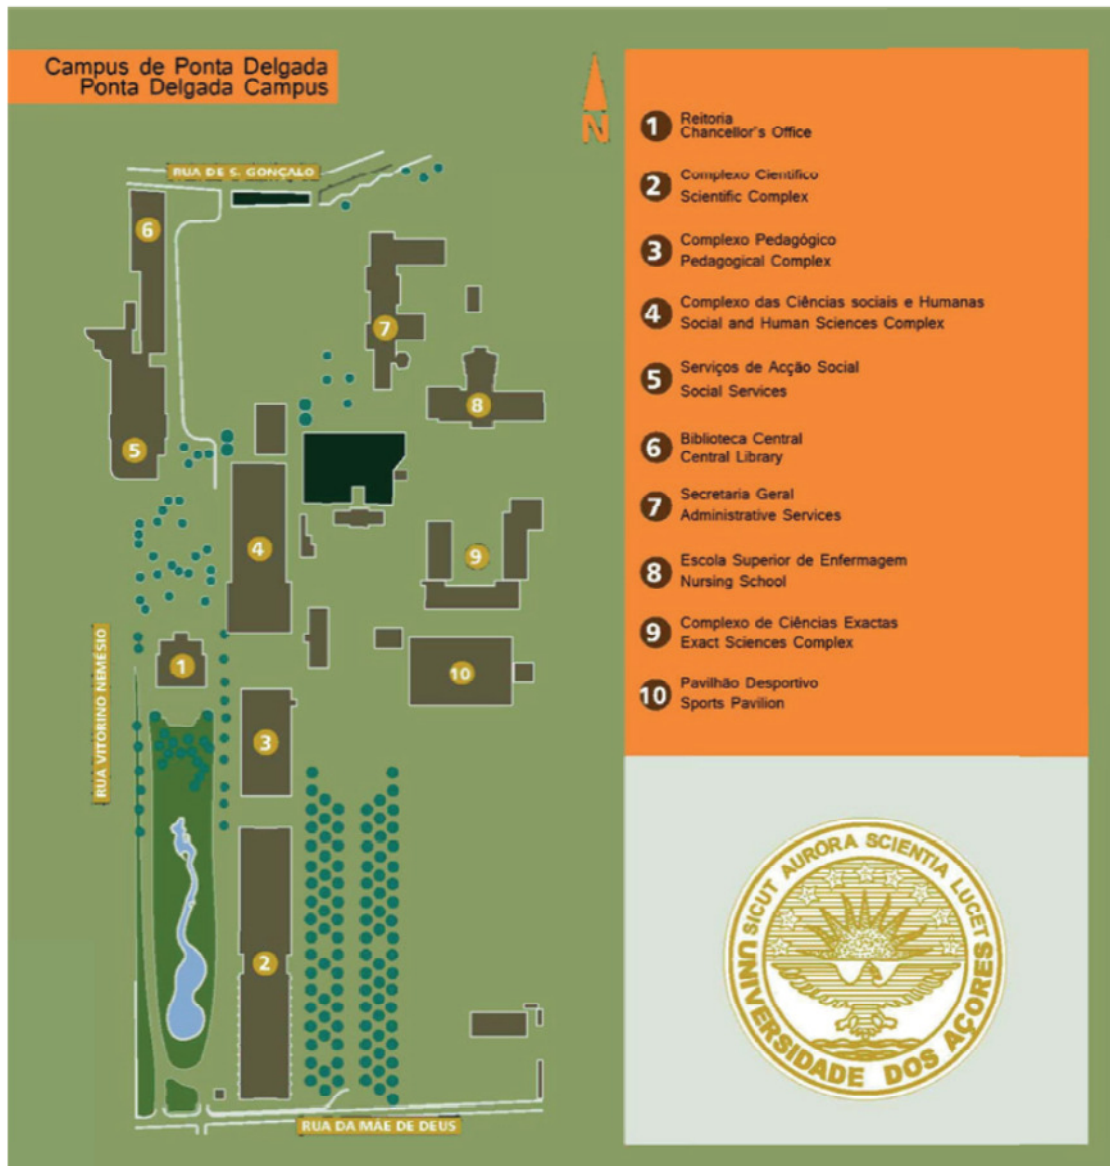 Campus de Ponta Delgada
Ponta Delgada Campus
N
1 Reitoria
Chancellor's Office
2 Complexo Científico
Scientific Complex
3 Complexo Pedagógico
Pedagogical Complex
4 Complexo das Ciências sociais e Humanas
Social and Human Sciences Complex
5 Serviços de Acção Social
Social Services
6 Biblioteca Central
Central Library
7 Secretaria Geral
Administrative Services
8 Escola Superior de Enfermagem
Nursing School
9 Complexo de Ciências Exactas
Exact Sciences Complex
10 Pavilhão Desportivo
Sports Pavilion
RUA DE S. GONÇALO
6
7
8
5
4
9
1
10
3
RUA VITORINO NEMÉSIO
2
RUA DA MÃE DE DEUS
SICUT AURORA SCIENTIA LUCET
UNIVERSIDADE DOS AÇORES